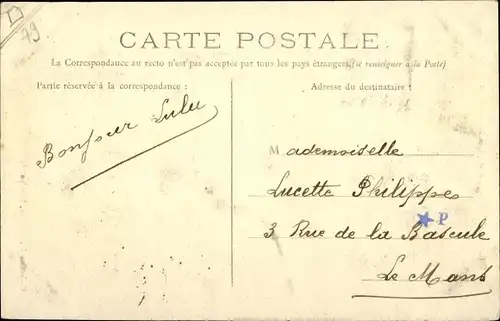 79
CARTE POSTALE
La Correspondance au recto n'est pas acceptée par tous les pays étrangers (se renseigner à la Poste)
Partie réservée à la correspondance :
Adresse du destinataire :
Bonjour Lulu
Mademoiselle
Lucette Philippe
P
3 Rue de la Bascule
Le Mans